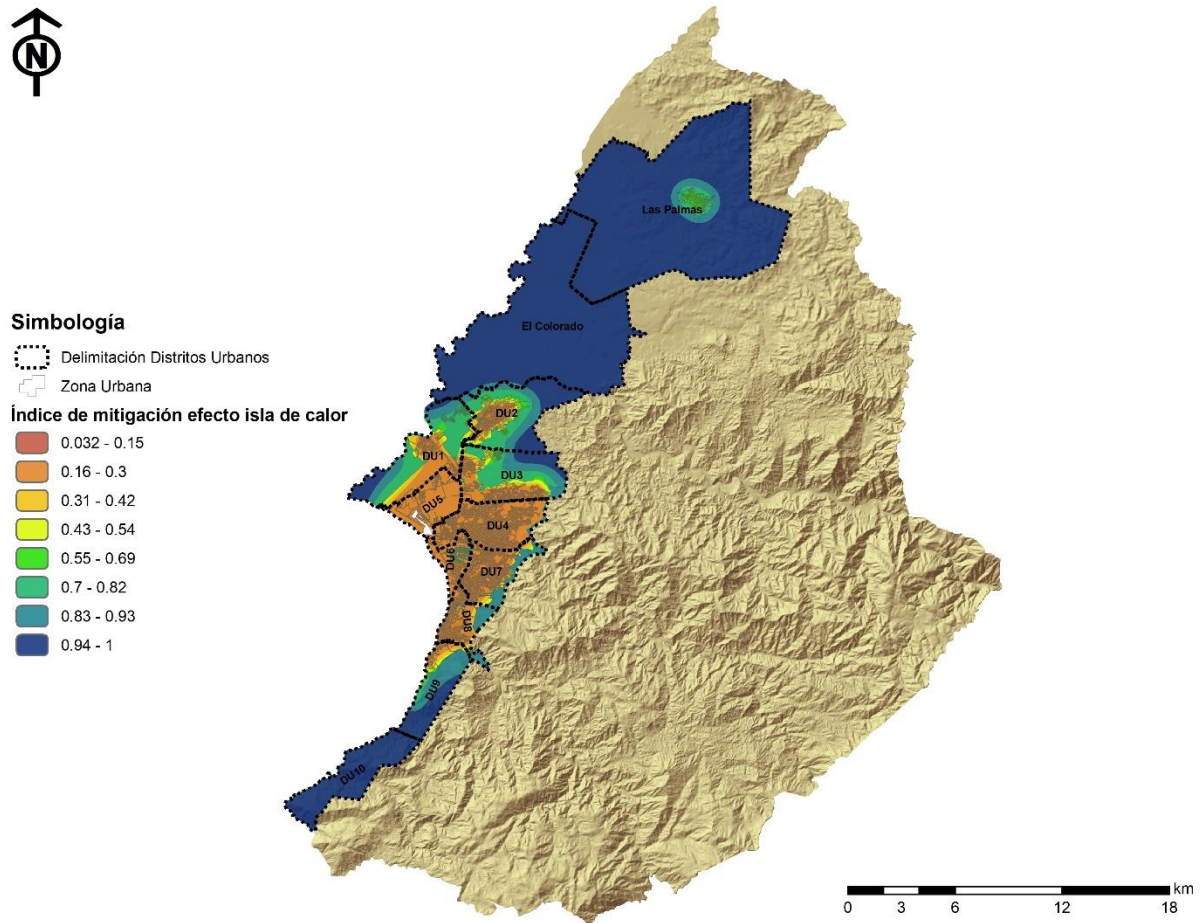 N
Las Palmas
El Colorado
Simbología
Delimitación Distritos Urbanos
Zona Urbana
Índice de mitigación efecto isla de calor
0.032 - 0.15
0.16 - 0.3
0.31 - 0.42
0.43 - 0.54
0.55 - 0.69
0.7 - 0.82
0.83 - 0.93
0.94 - 1
DU2
DU1
DU3
DU5
DU4
DU6
DU7
DU8
DU9
DU10
km
0 3 6 12 18